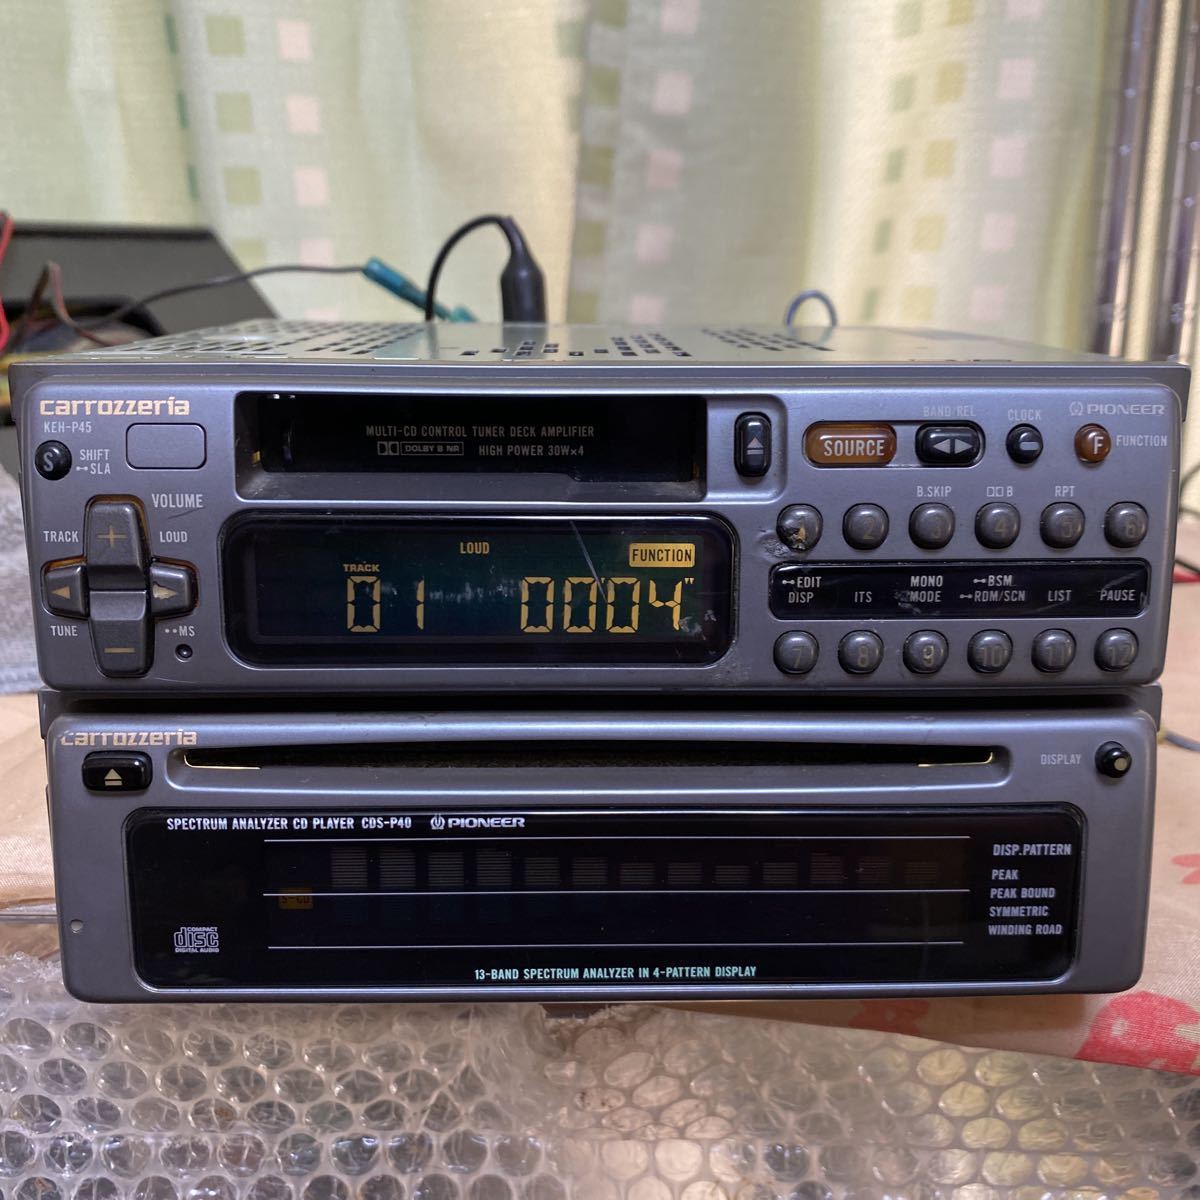 carrozzeria
KEH-P45
S SHIFT
SLA
MULTI-CD CONTROL TUNER DECK AMPLIFIER
DOLBY B NR HIGH POWER 30W×4
BAND/REL
CLOCK
PIONEER
SOURCE
F FUNCTION
VOLUME
TRACK
LOUD
TUNE
MS
LOUD
FUNCTION
TRACK
01 00'04"
B.SKIP
B
RPT
1 2 3 4 5 6
EDIT
DISP
ITS
MONO
MODE
BSM
RDM/SCN
LIST
PAUSE
7 8 9 10 11 12
carrozzeria
DISPLAY
SPECTRUM ANALYZER CD PLAYER CDS-P40 PIONEER
DISP.PATTERN
PEAK
PEAK BOUND
SYMMETRIC
WINDING ROAD
S-CD
COMPACT
disc
DIGITAL AUDIO
13-BAND SPECTRUM ANALYZER IN 4-PATTERN DISPLAY